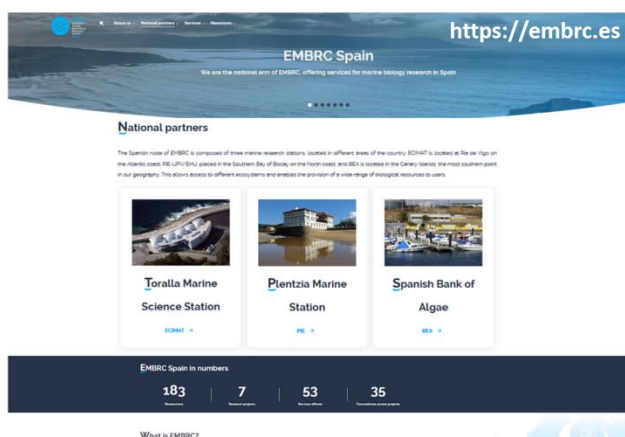 About us
National partners
Services
Newsroom
https://embrc.es
EMBRC Spain
We are the national arm of EMBRC, offering services for marine biology research in Spain
National partners
The Spanish node of EMBRC is composed of three marine research stations, located in different areas of the country: ECIMAT is located at Ria de Vigo on
the Atlantic coast, PIE-UPV/EHU, placed in the Southern Bay of Biscay on the North coast, and BEA is located in the Canary Islands, the most southern point
in our geography. This allows access to different ecosystems and enables the provision of a wide range of biological resources to users.
Toralla Marine
Science Station
ECIMAT →
Plentzia Marine
Station
PIE →
Spanish Bank of
Algae
BEA →
EMBRC Spain in numbers
183
Researchers
7
Research projects
53
Services offered
35
Transnational access projects
What is EMBRC?